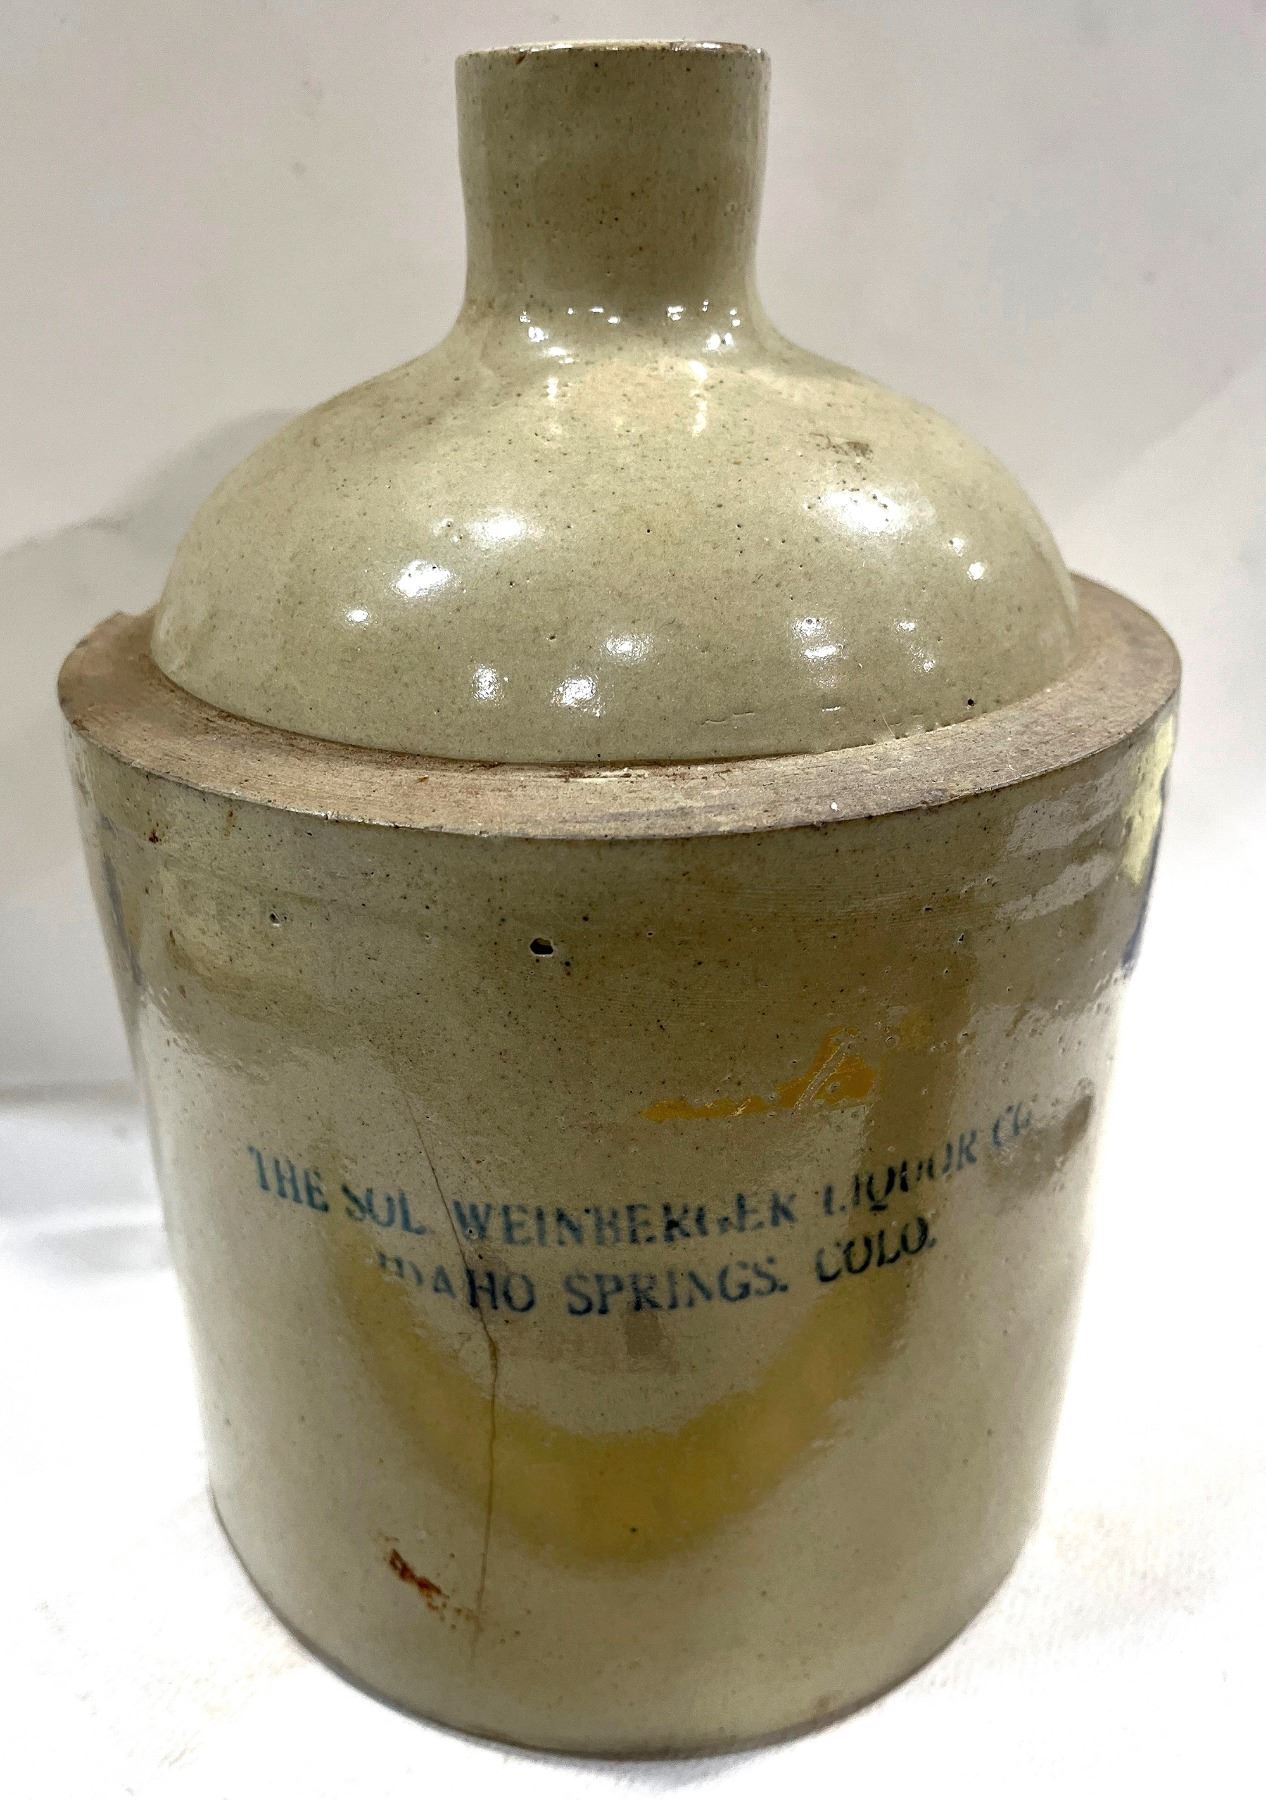 THE SOL. WEINBERGER LIQUOR CO.
IDAHO SPRINGS. COLO.